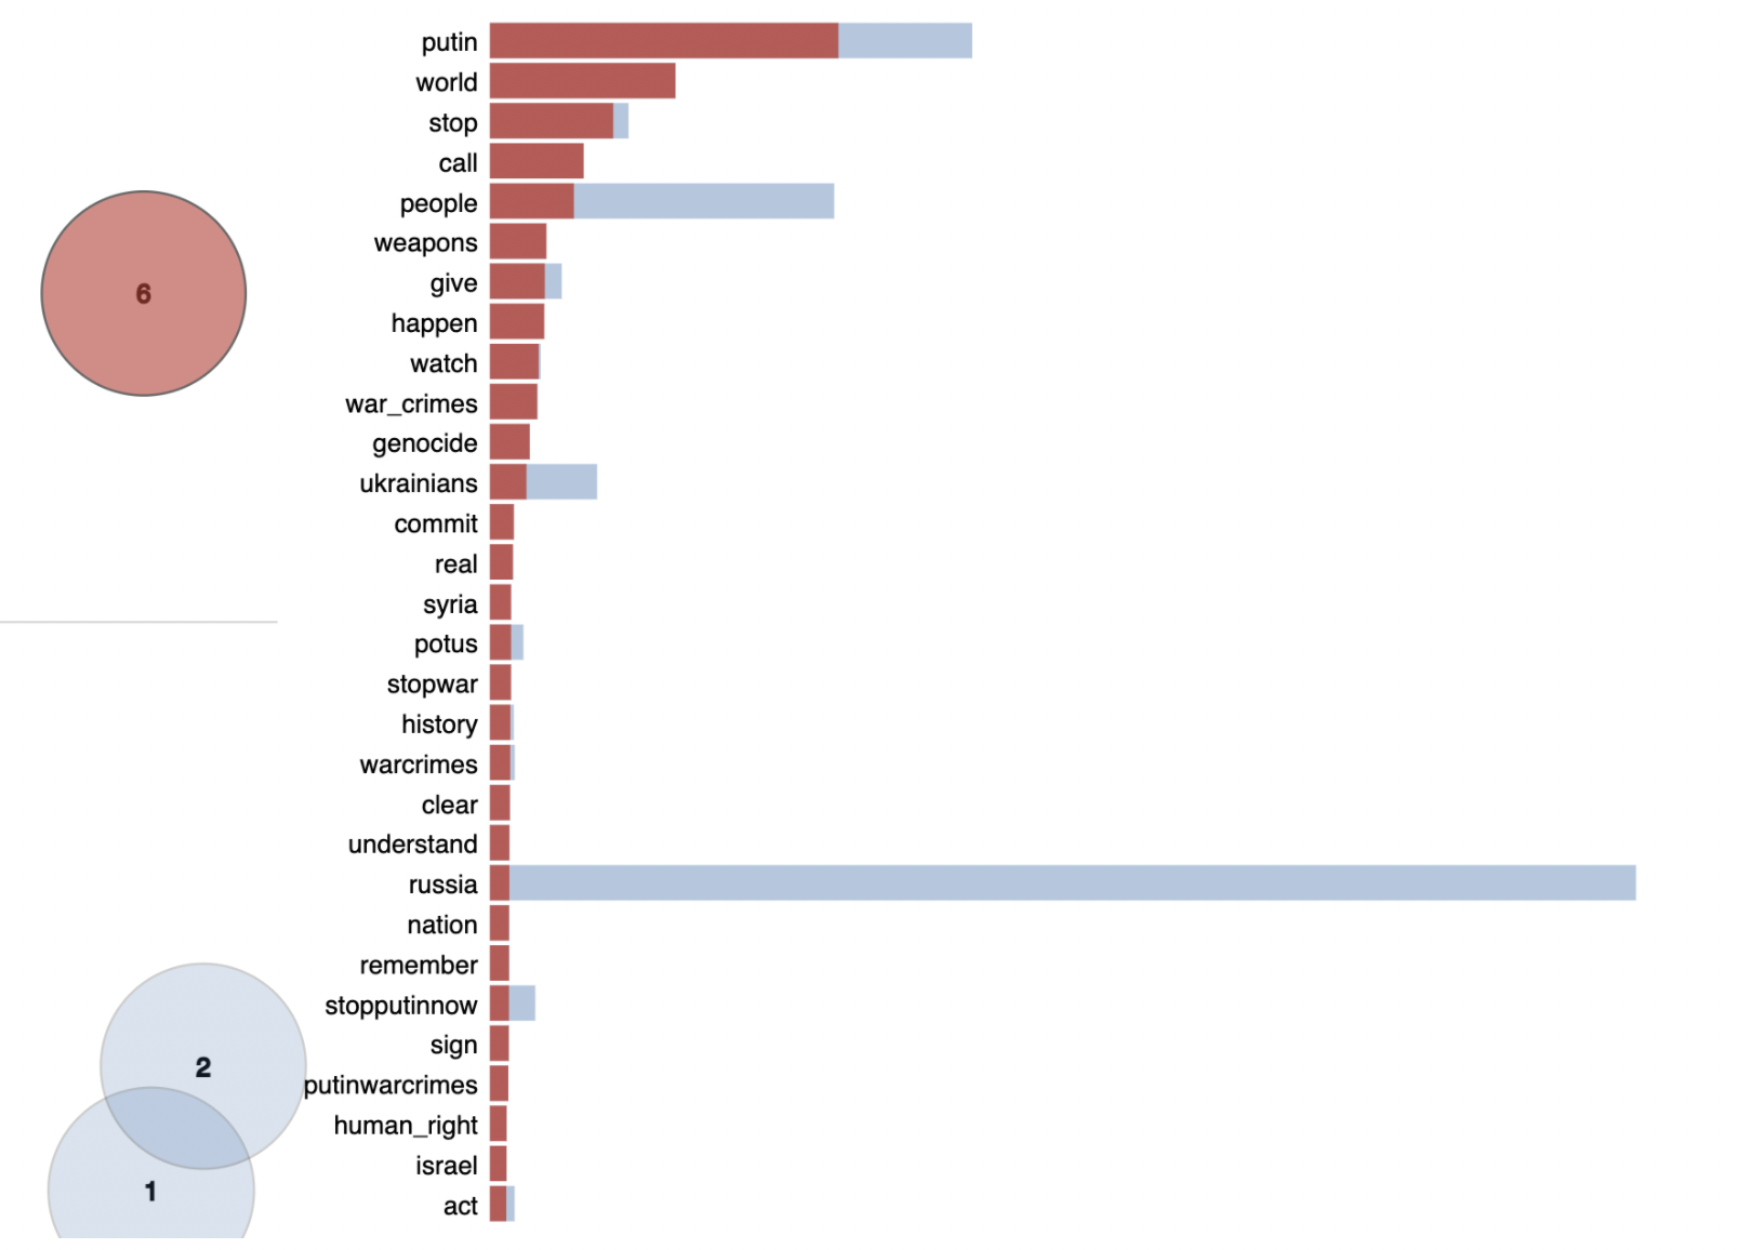 putin
world
stop
call
people
weapons
give
6
happen
watch
war_crimes
genocide
ukrainians
commit
real
syria
potus
stopwar
history
warcrimes
clear
understand
russia
nation
remember
stopputinnow
sign
2
putinwarcrimes
human_right
israel
1
act